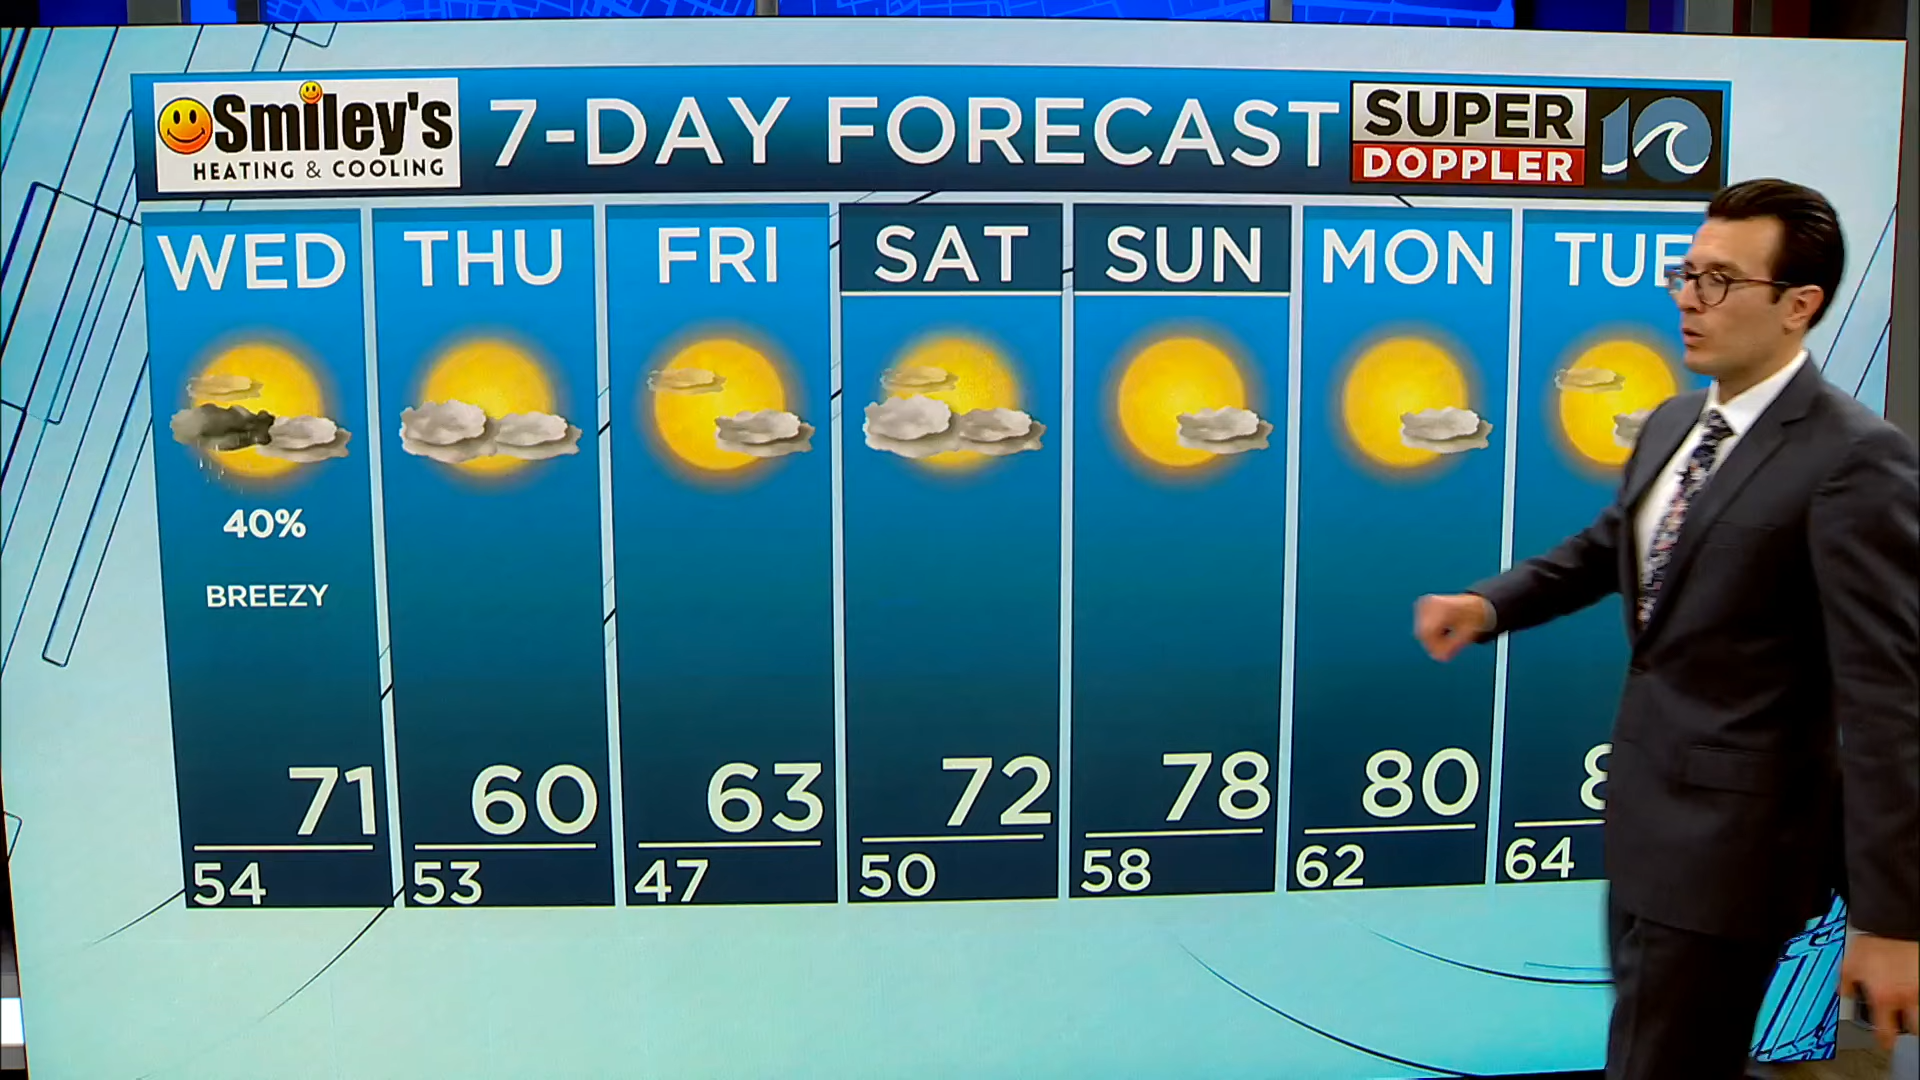 Smiley's
HEATING & COOLING
7-DAY FORECAST
SUPER
DOPPLER
10
WED
THU
FRI
SAT
SUN
MON
40%
BREEZY
71
60
63
72
78
80
54
53
47
50
58
62
64